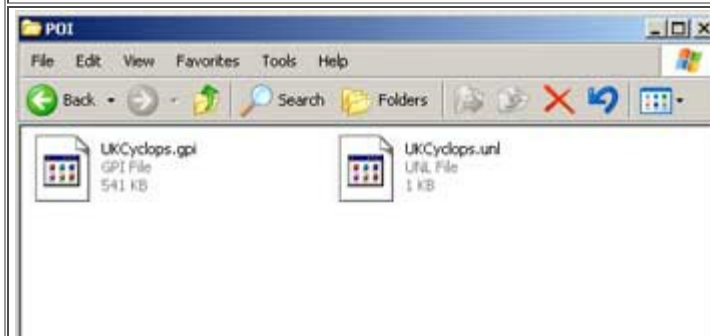 POI
File Edit View Favorites Tools Help
Back Search Folders
UKCyclops.gpi
GPI File
541 KB
UKCyclops.unl
UNL File
1 KB